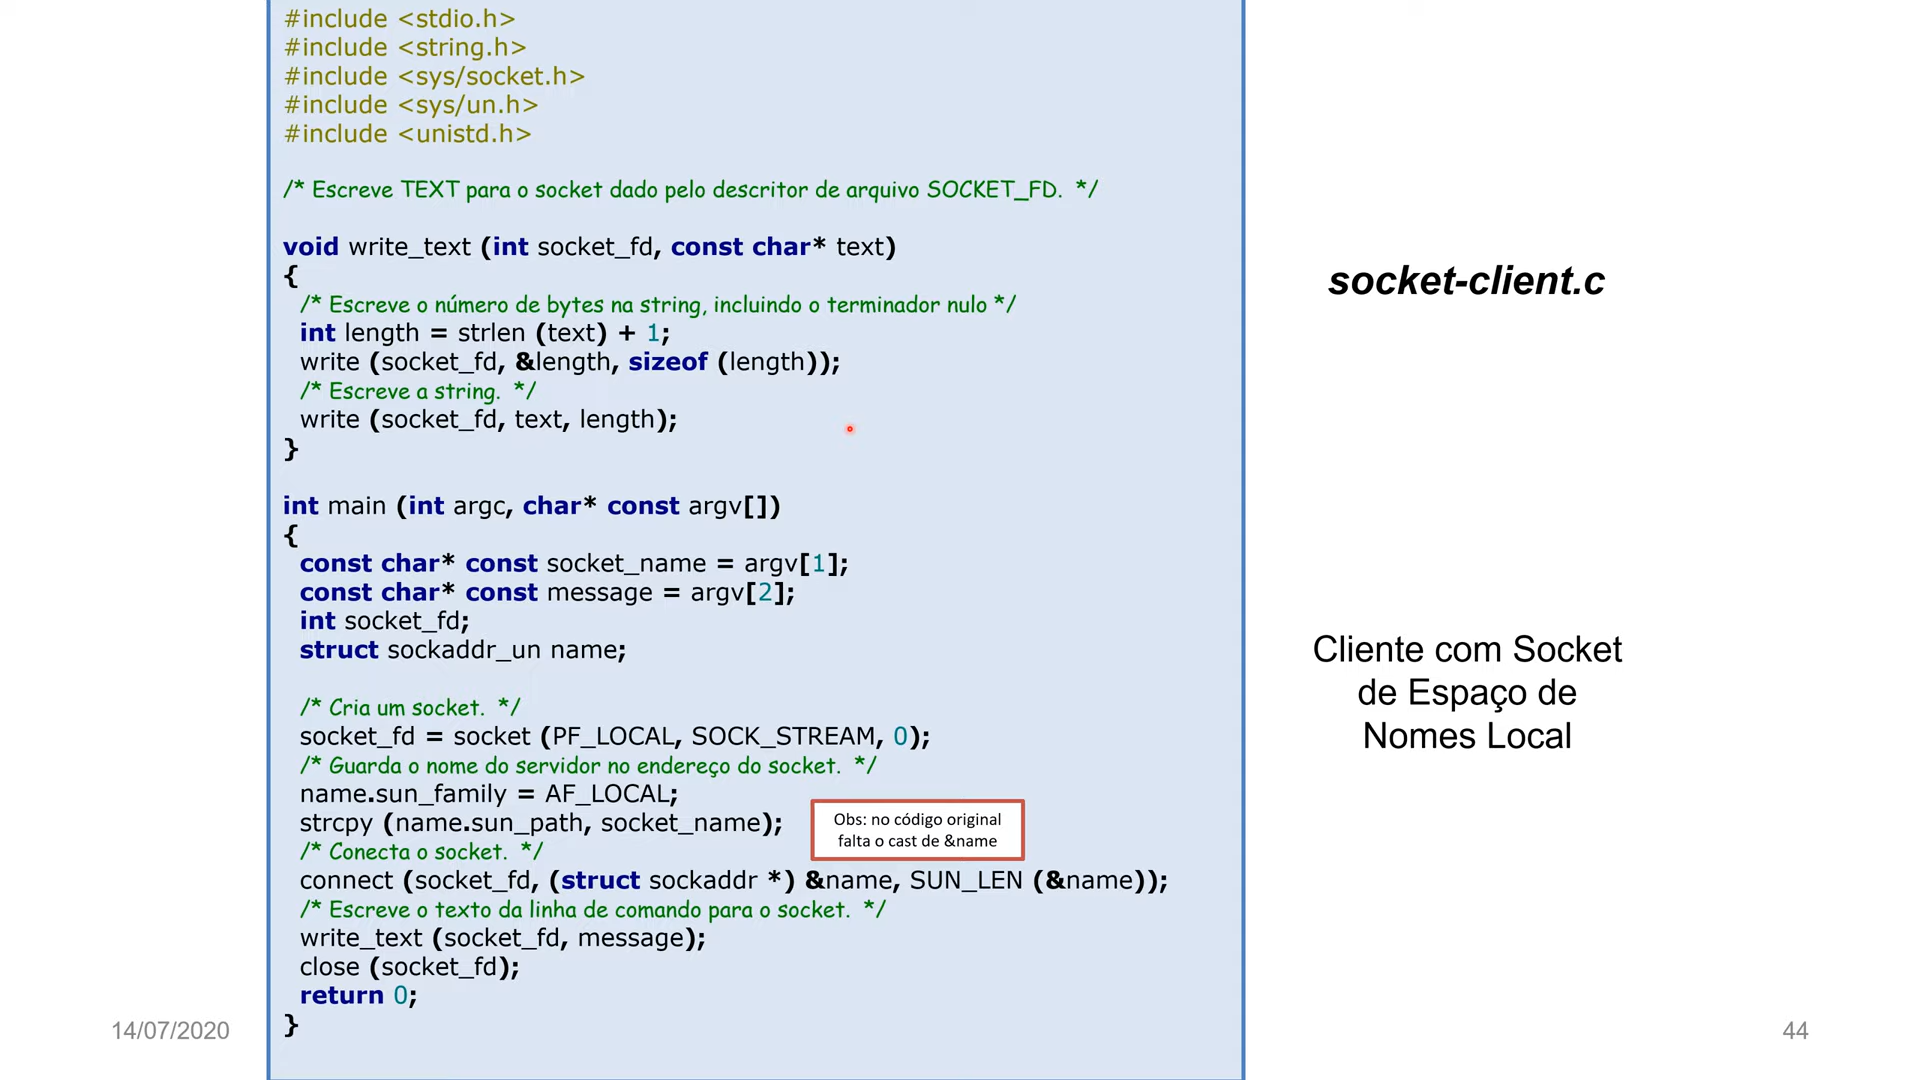 #include <stdio.h>
#include <string.h>
#include <sys/socket.h>
#include <sys/un.h>
#include <unistd.h>
/* Escreve TEXT para o socket dado pelo descritor de arquivo SOCKET_FD.  */
void write_text (int socket_fd, const char* text)
{
/* Escreve o número de bytes na string, incluindo o terminador nulo */
int length = strlen (text) + 1;
write (socket_fd, &length, sizeof (length));
/* Escreve a string.  */
write (socket_fd, text, length);
}
int main (int argc, char* const argv[])
{
const char* const socket_name = argv[1];
const char* const message = argv[2];
int socket_fd;
struct sockaddr_un name;
/* Cria um socket.  */
socket_fd = socket (PF_LOCAL, SOCK_STREAM, 0);
/* Guarda o nome do servidor no endereço do socket.  */
name.sun_family = AF_LOCAL;
strcpy (name.sun_path, socket_name);
/* Conecta o socket.  */
connect (socket_fd, (struct sockaddr *) &name, SUN_LEN (&name));
/* Escreve o texto da linha de comando para o socket.  */
write_text (socket_fd, message);
close (socket_fd);
return 0;
}
Obs: no código original
falta o cast de &name
socket-client.c
Cliente com Socket
de Espaço de
Nomes Local
14/07/2020
44